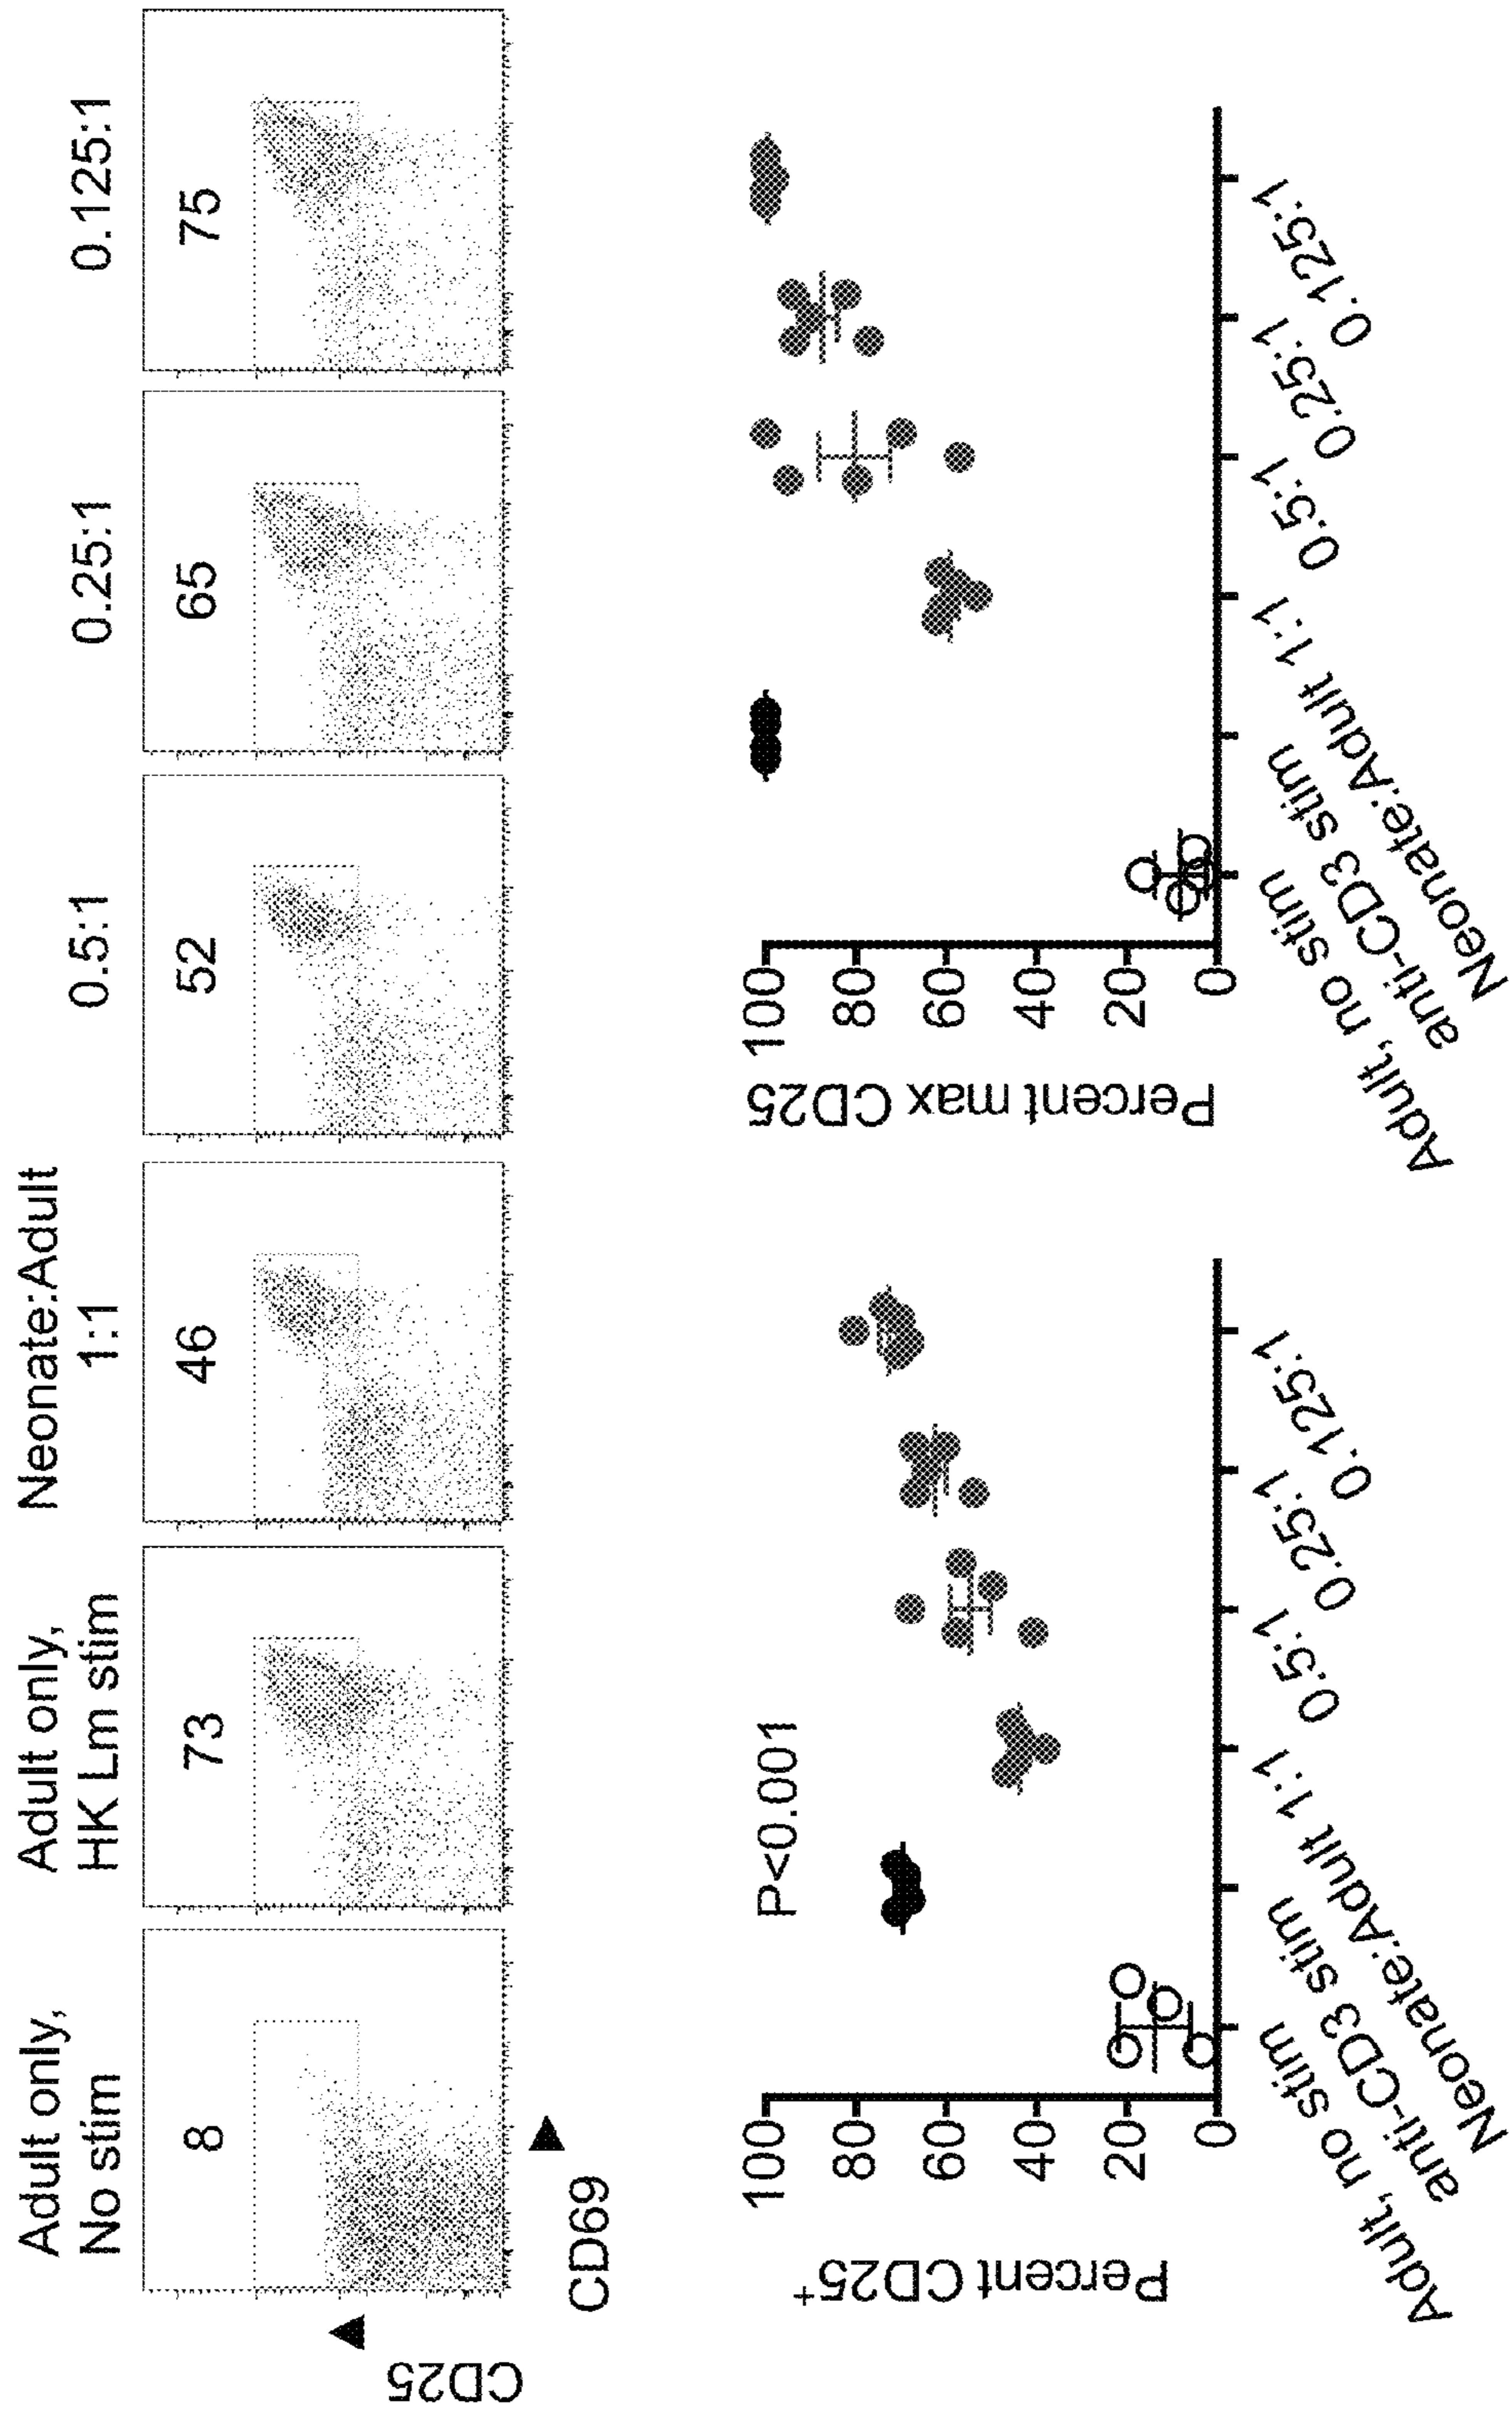 Adult only,
No stim
Adult only,
HK Lm stim
Neonate:Adult
1:1
0.5:1
0.25:1
0.125:1
8
73
46
52
65
75
CD25
CD69
Percent CD25⁺
100
80
60
40
20
0
P<0.001
Adult, no stim
anti-CD3 stim
Neonate:Adult 1:1
0.5:1
0.25:1
0.125:1
Percent max CD25
100
80
60
40
20
0
Adult, no stim
anti-CD3 stim
Neonate:Adult 1:1
0.5:1
0.25:1
0.125:1